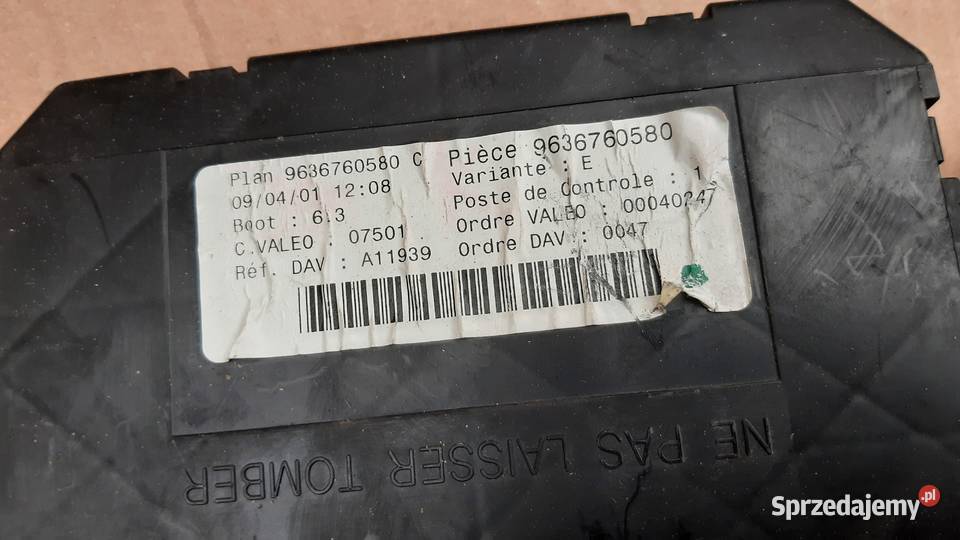 Plan 9636760580 C Pièce 9636760580
09/04/01 12:08 Variante : E
Boot : 6.3 Poste de Controle : 1
C.VALEO : 07501 Ordre VALEO : 00040247
Réf. DAV : A11939 Ordre DAV : 0047
NE PAS LAISSER TOMBER
Sprzedajemy.pl